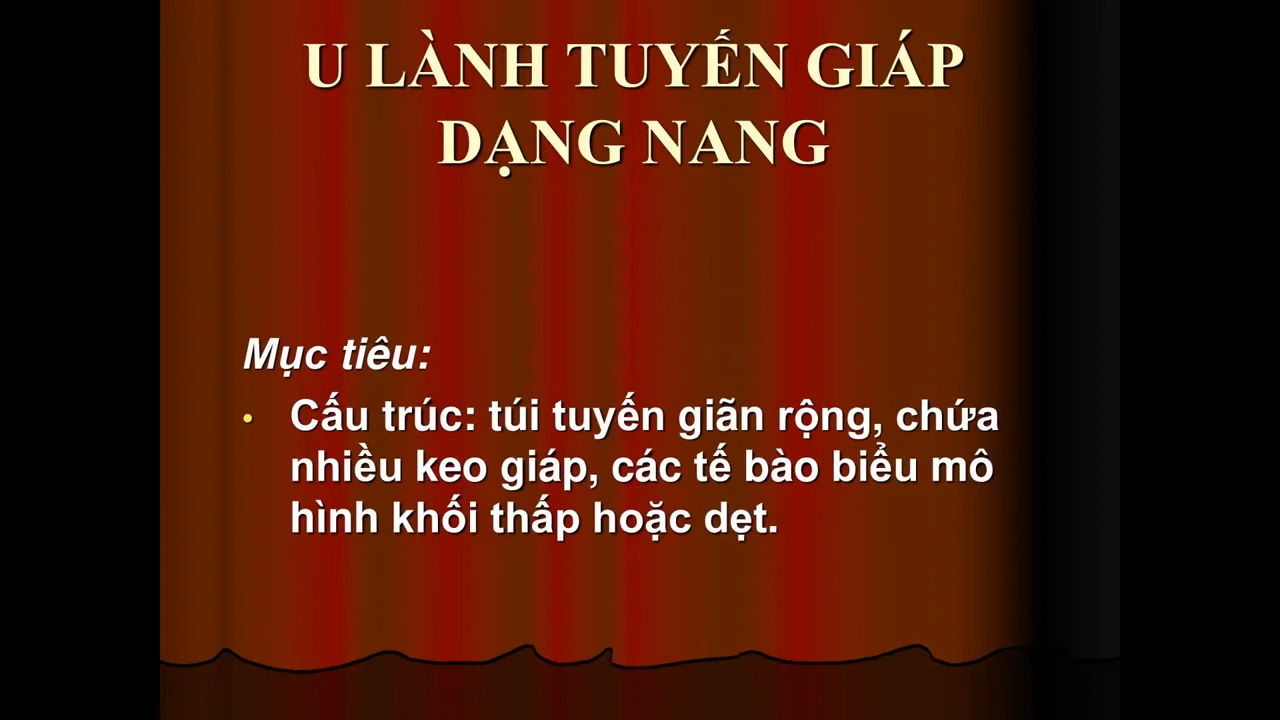 U LÀNH TUYẾN GIÁP
DẠNG NANG
Mục tiêu:
• Cấu trúc: túi tuyến giãn rộng, chứa
nhiều keo giáp, các tế bào biểu mô
hình khối thấp hoặc dẹt.